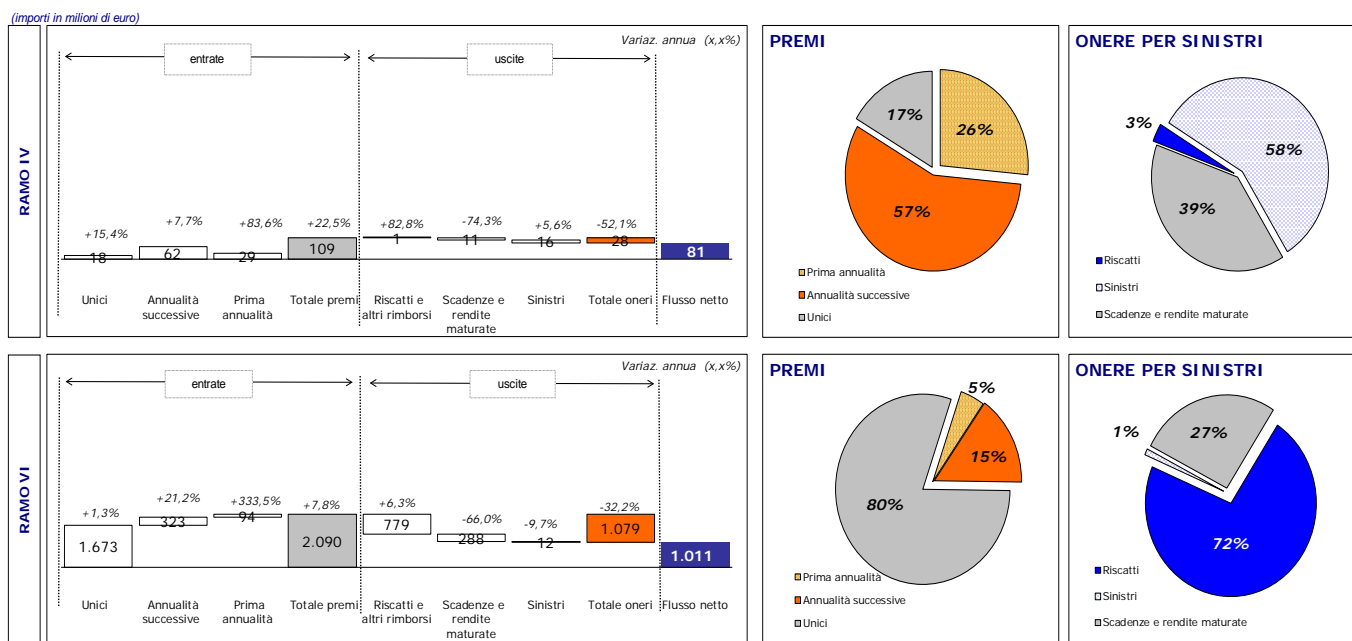 (importi in milioni di euro)
RAMO IV
Variaz. annua (x,x%)
entrate
uscite
+15,4%
+7,7%
+83,6%
+22,5%
+82,8%
-74,3%
+5,6%
-52,1%
18
62
29
109
1
11
16
28
81
Unici
Annualità
successive
Prima
annualità
Totale premi
Riscatti e
altri rimborsi
Scadenze e
rendite
maturate
Sinistri
Totale oneri
Flusso netto
PREMI
17%
26%
57%
Prima annualità
Annualità successive
Unici
ONERE PER SINISTRI
3%
58%
39%
Riscatti
Sinistri
Scadenze e rendite maturate
RAMO VI
Variaz. annua (x,x%)
entrate
uscite
+1,3%
+21,2%
+333,5%
+7,8%
+6,3%
-66,0%
-9,7%
-32,2%
1.673
323
94
2.090
779
288
12
1.079
1.011
Unici
Annualità
successive
Prima
annualità
Totale premi
Riscatti e
altri rimborsi
Scadenze e
rendite
maturate
Sinistri
Totale oneri
Flusso netto
PREMI
5%
15%
80%
Prima annualità
Annualità successive
Unici
ONERE PER SINISTRI
1%
27%
72%
Riscatti
Sinistri
Scadenze e rendite maturate